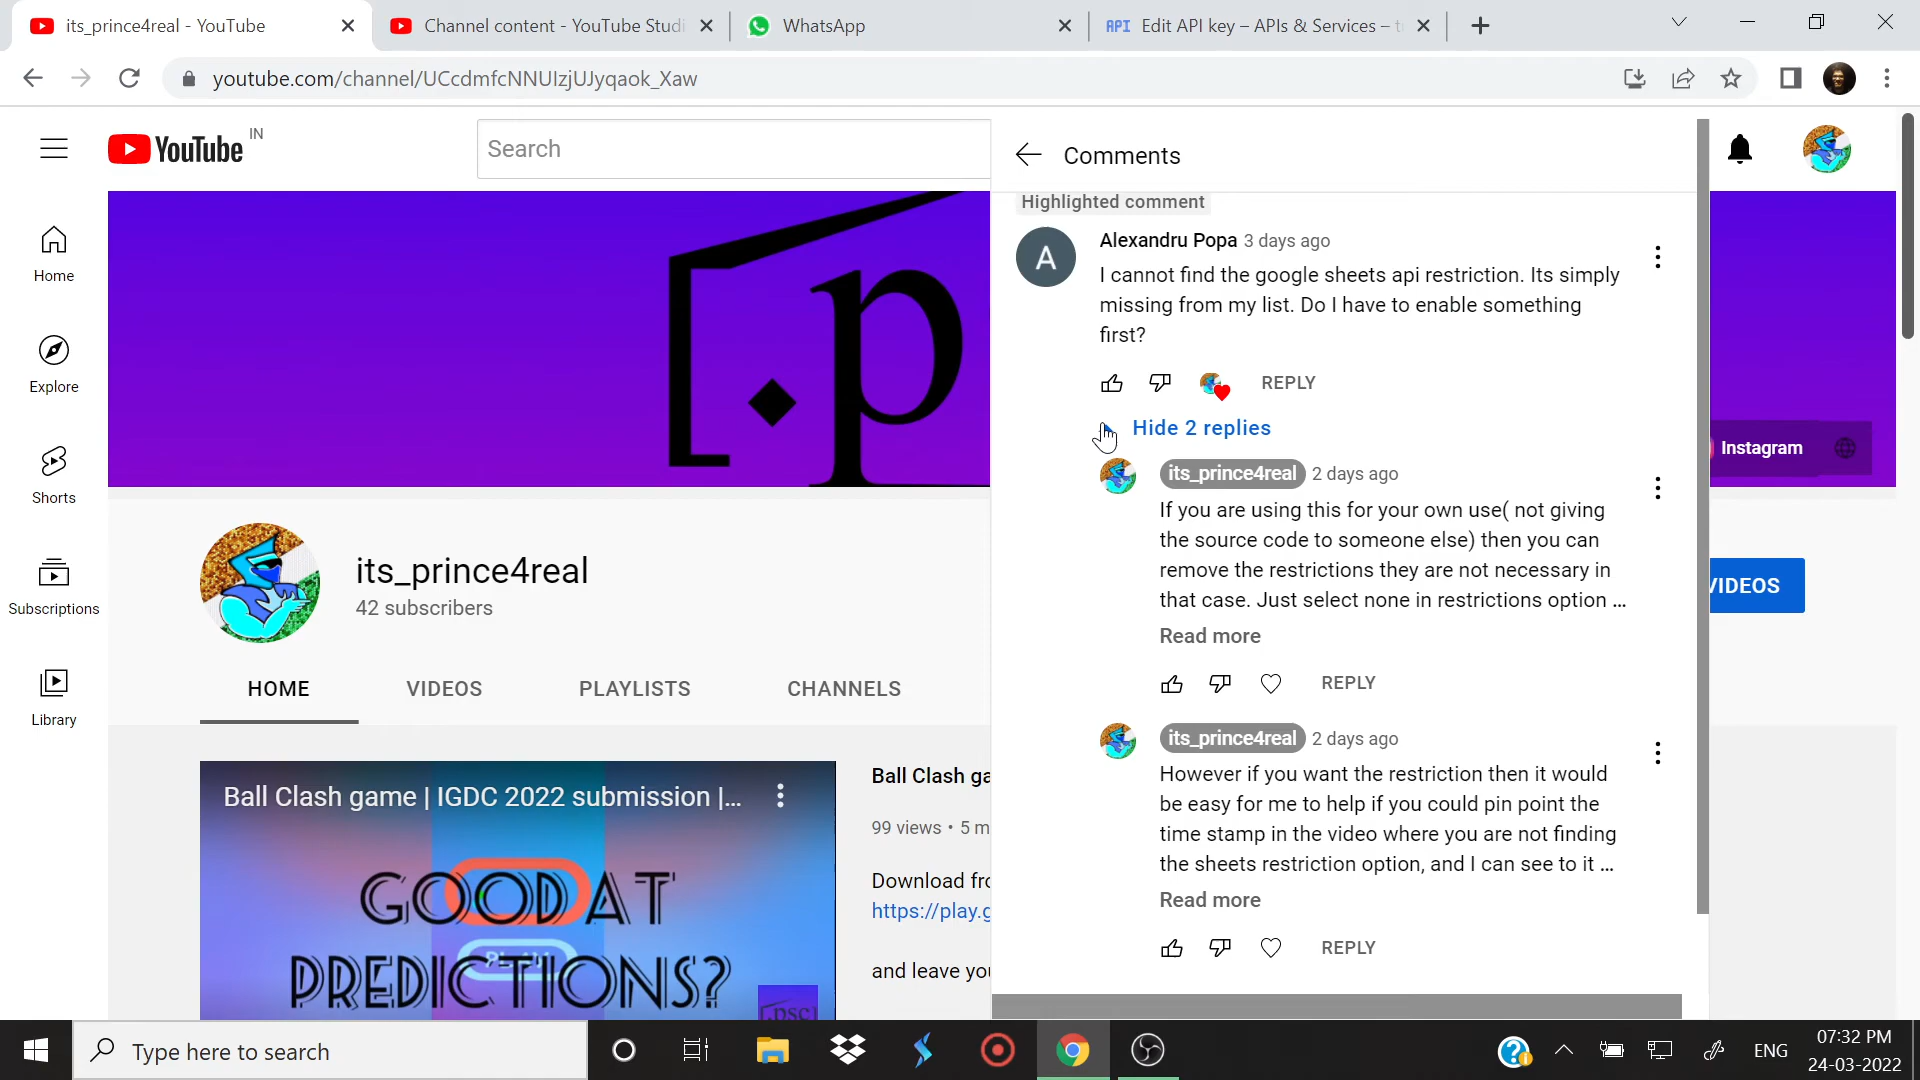 its_prince4real - YouTube
Channel content - YouTube Studi
WhatsApp
API Edit API key – APIs & Services – t
youtube.com/channel/UCcdmfcNNUIzjUJyqaok_Xaw
YouTube IN
Search
Comments
Highlighted comment
Home
Explore
Shorts
Subscriptions
Library
A
Alexandru Popa 3 days ago
I cannot find the google sheets api restriction. Its simply
missing from my list. Do I have to enable something
first?
REPLY
Hide 2 replies
its_prince4real 2 days ago
If you are using this for your own use( not giving
the source code to someone else) then you can
remove the restrictions they are not necessary in
that case. Just select none in restrictions option ...
Read more
REPLY
its_prince4real 2 days ago
However if you want the restriction then it would
be easy for me to help if you could pin point the
time stamp in the video where you are not finding
the sheets restriction option, and I can see to it ...
Read more
REPLY
[.p
Instagram
its_prince4real
42 subscribers
VIDEOS
HOME
VIDEOS
PLAYLISTS
CHANNELS
Ball Clash game | IGDC 2022 submission |...
GOOD AT
PREDICTIONS?
[.psc]
Ball Clash ga
99 views • 5 m
Download fro
https://play.g
and leave you
Type here to search
ENG
07:32 PM
24-03-2022